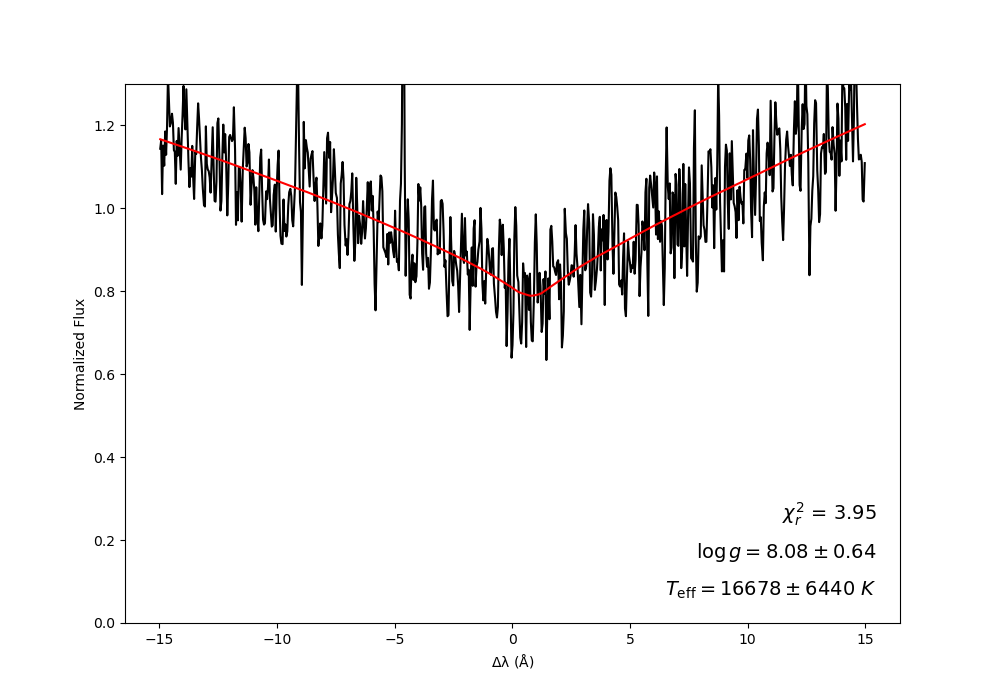 1.2
1.0
0.8
0.6
0.4
0.2
0.0
Normalized Flux
χ²ᵣ = 3.95
log g = 8.08 ± 0.64
T_eff = 16678 ± 6440 K
−15 −10 −5 0 5 10 15
Δλ (Å)